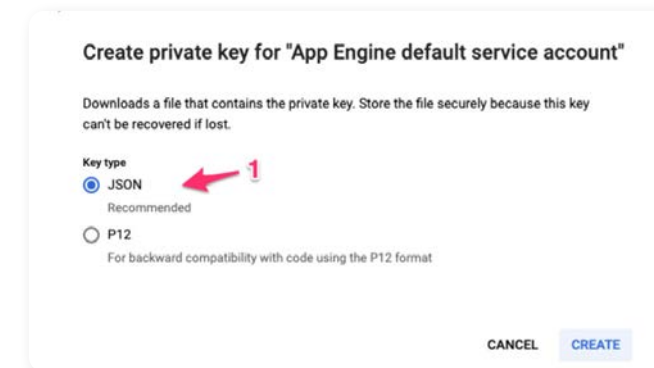 Create private key for "App Engine default service account"
Downloads a file that contains the private key. Store the file securely because this key
can't be recovered if lost.
Key type
1
JSON
Recommended
P12
For backward compatibility with code using the P12 format
CANCEL CREATE